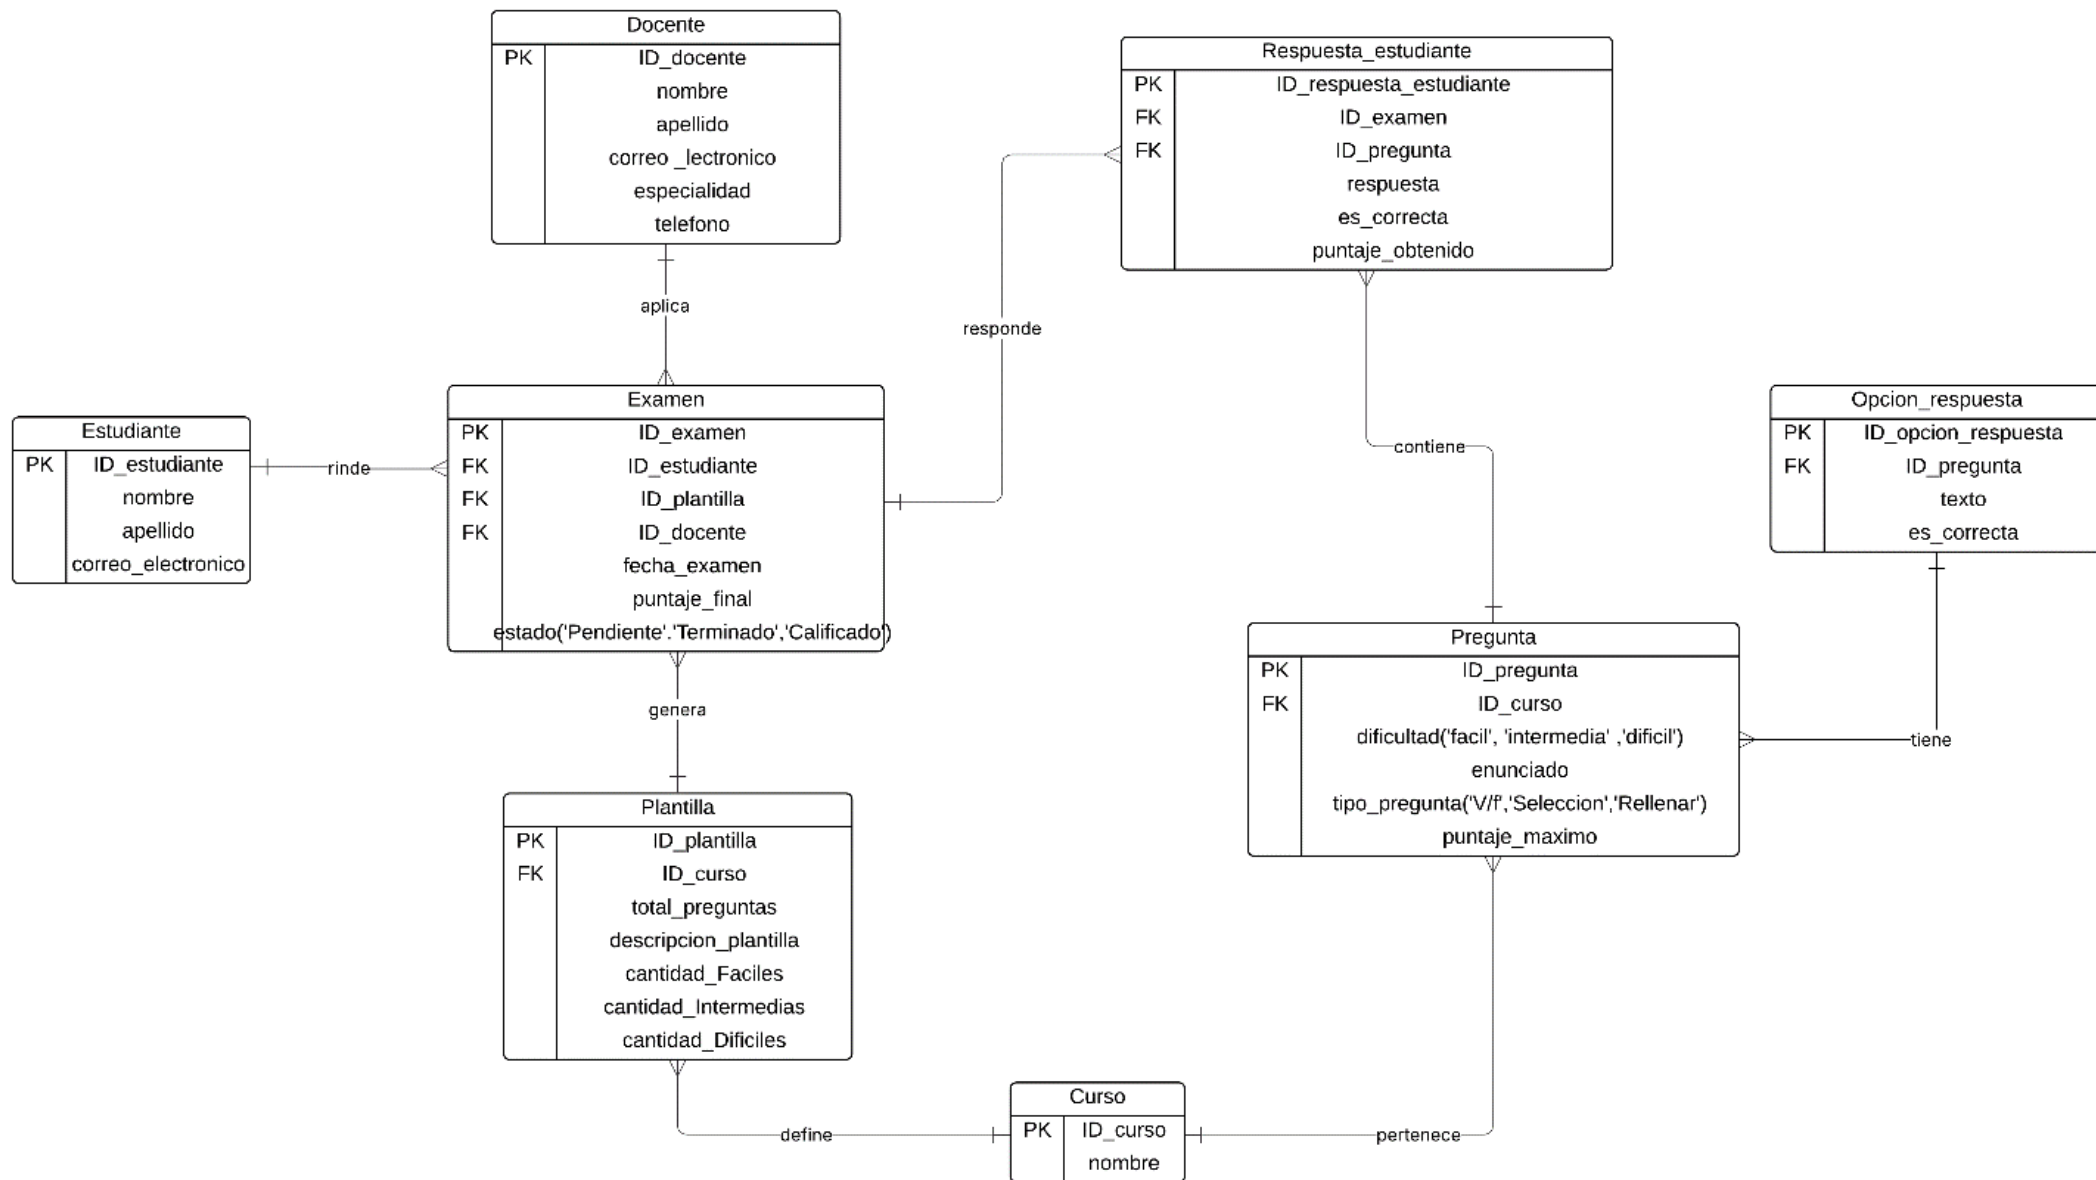 Docente
PK ID_docente
nombre
apellido
correo _lectronico
especialidad
telefono
aplica
Respuesta_estudiante
PK ID_respuesta_estudiante
FK ID_examen
FK ID_pregunta
respuesta
es_correcta
puntaje_obtenido
responde
contiene
Estudiante
PK ID_estudiante
nombre
apellido
correo_electronico
rinde
Examen
PK ID_examen
FK ID_estudiante
FK ID_plantilla
FK ID_docente
fecha_examen
puntaje_final
estado('Pendiente'.'Terminado','Calificado')
genera
Opcion_respuesta
PK ID_opcion_respuesta
FK ID_pregunta
texto
es_correcta
tiene
Pregunta
PK ID_pregunta
FK ID_curso
dificultad('facil', 'intermedia' ,'dificil')
enunciado
tipo_pregunta('V/f','Seleccion','Rellenar')
puntaje_maximo
Plantilla
PK ID_plantilla
FK ID_curso
total_preguntas
descripcion_plantilla
cantidad_Faciles
cantidad_Intermedias
cantidad_Dificiles
define
Curso
PK ID_curso
nombre
pertenece